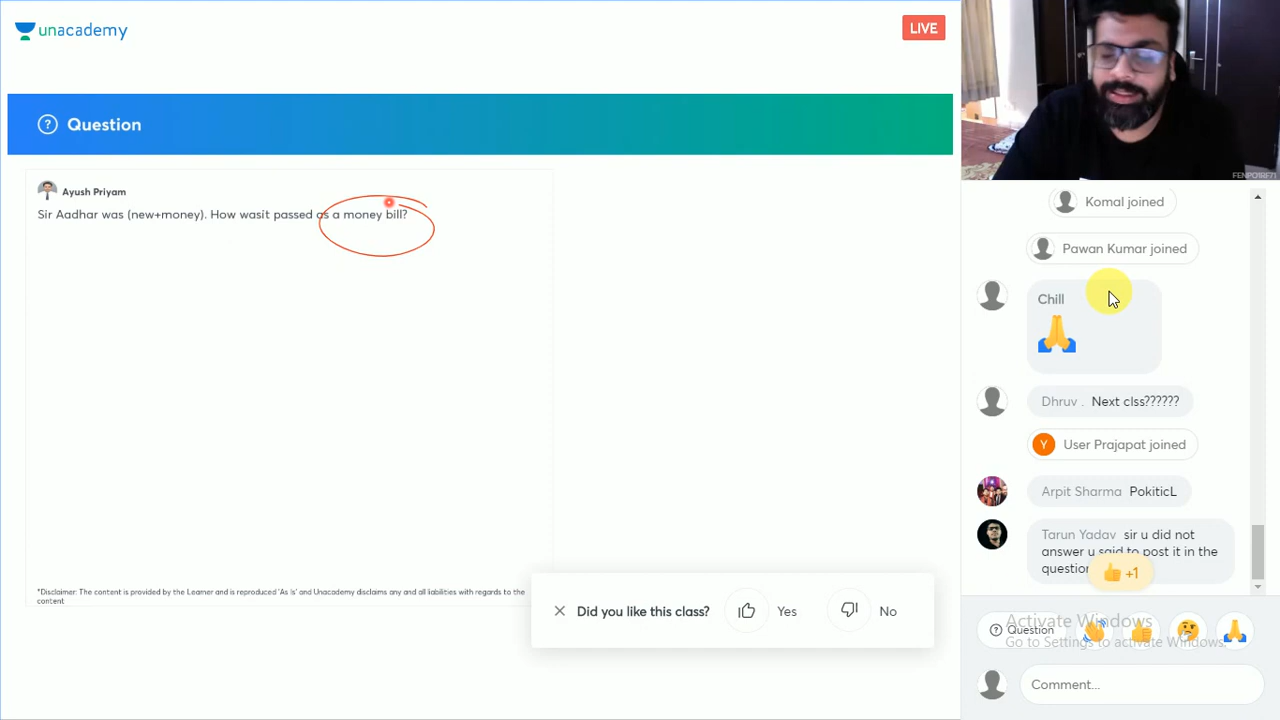 unacademy
LIVE
Question
Ayush Priyam
Sir Aadhar was (new+money). How wasit passed as a money bill?
*Disclaimer: The content is provided by the Learner and is reproduced 'As Is' and Unacademy disclaims any and all liabilities with regards to the
content
Did you like this class?
Yes
No
FENPO1RF71
Komal joined
Pawan Kumar joined
Chill
Dhruv . Next clss??????
Y
User Prajapat joined
Arpit Sharma PokiticL
Tarun Yadav sir u did not
answer u said to post it in the
question
+1
Activate Windows
Question
Go to Settings to activate Windows.
Comment...